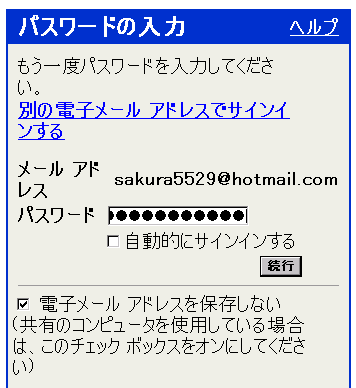 パスワードの入力 ヘルプ
もう一度パスワードを入力してくださ
い。
別の電子メール アドレスでサインイ
ンする
メール アド
レス
sakura5529@hotmail.com
パスワード ●●●●●●●●●●
自動的にサインインする
続行
電子メール アドレスを保存しない
(共有のコンピュータを使用している場合
は、このチェック ボックスをオンにしてくださ
い)